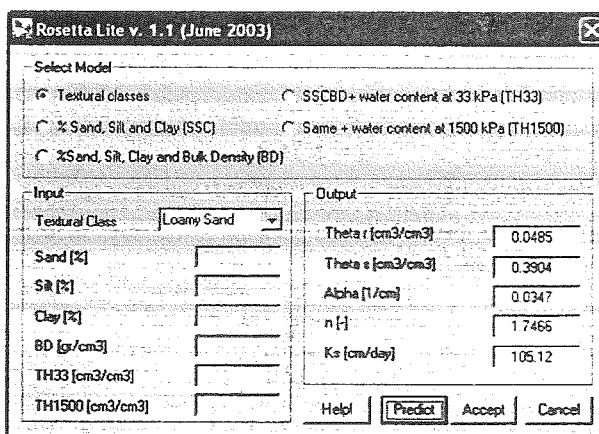 Rosetta Lite v. 1.1 (June 2003)
Select Model
Textural classes
SSCBD+ water content at 33 kPa (TH33)
% Sand, Silt and Clay (SSC)
Same + water content at 1500 kPa (TH1500)
%Sand, Silt, Clay and Bulk Density (BD)
Input
Textural Class Loamy Sand
Sand [%]
Silt [%]
Clay [%]
BD [gr/cm3]
TH33 [cm3/cm3]
TH1500 [cm3/cm3]
Output
Theta r [cm3/cm3] 0.0485
Theta s [cm3/cm3] 0.3904
Alpha [1/cm] 0.0347
n [-] 1.7466
Ks [cm/day] 105.12
Help! Predict Accept Cancel